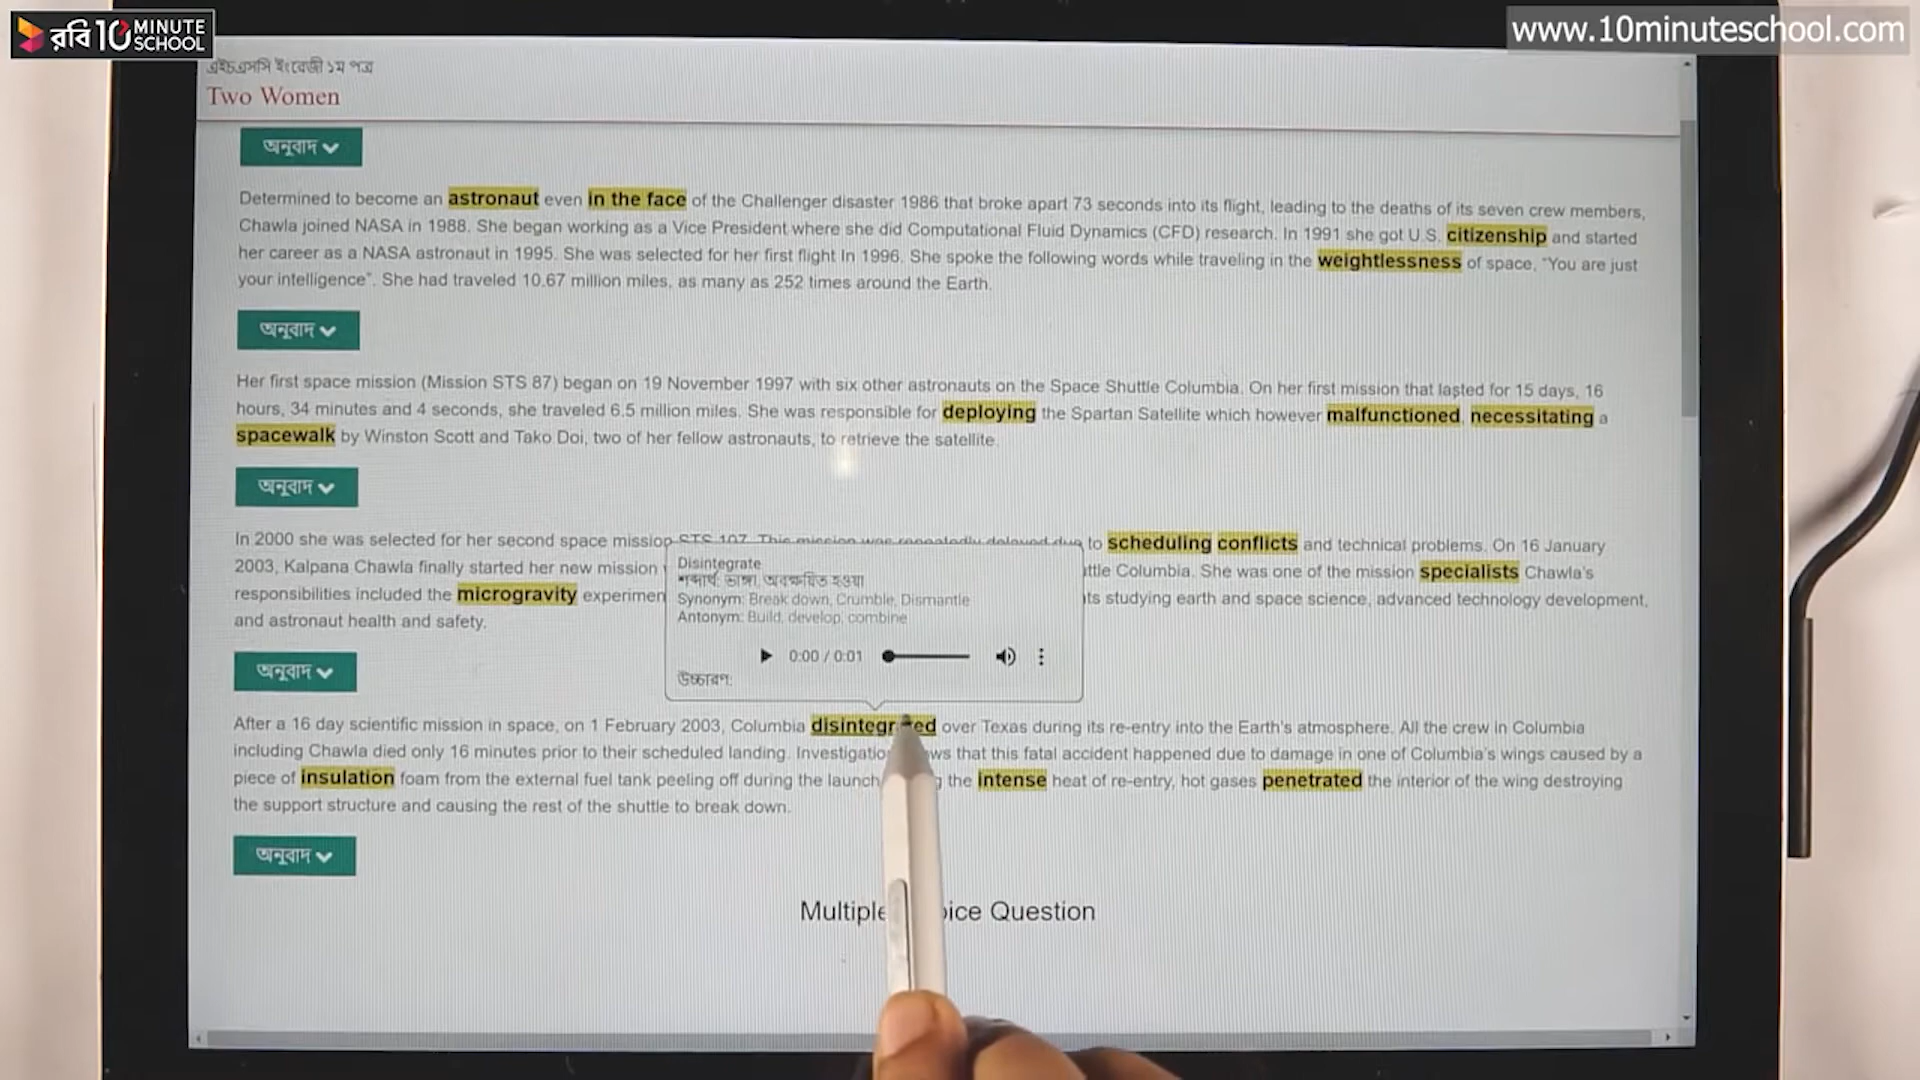 রবি 10 MINUTE SCHOOL
www.10minuteschool.com
এইচএসসি ইংরেজী ১ম পত্র
Two Women
অনুবাদ
Determined to become an astronaut even in the face of the Challenger disaster 1986 that broke apart 73 seconds into its flight, leading to the deaths of its seven crew members,
Chawla joined NASA in 1988. She began working as a Vice President where she did Computational Fluid Dynamics (CFD) research. In 1991 she got U.S. citizenship and started
her career as a NASA astronaut in 1995. She was selected for her first flight In 1996. She spoke the following words while traveling in the weightlessness of space, “You are just
your intelligence”. She had traveled 10.67 million miles, as many as 252 times around the Earth.
অনুবাদ
Her first space mission (Mission STS 87) began on 19 November 1997 with six other astronauts on the Space Shuttle Columbia. On her first mission that lasted for 15 days, 16
hours, 34 minutes and 4 seconds, she traveled 6.5 million miles. She was responsible for deploying the Spartan Satellite which however malfunctioned, necessitating a
spacewalk by Winston Scott and Tako Doi, two of her fellow astronauts, to retrieve the satellite.
অনুবাদ
In 2000 she was selected for her second space mission STS 107. This mission was repeatedly delayed due to scheduling conflicts and technical problems. On 16 January
2003, Kalpana Chawla finally started her new mission ttle Columbia. She was one of the mission specialists Chawla's
responsibilities included the microgravity experimen ts studying earth and space science, advanced technology development,
and astronaut health and safety.
Disintegrate
শব্দার্থ: ভাঙ্গা, অবক্ষয়িত হওয়া
Synonym: Break down, Crumble, Dismantle
Antonym: Build, develop, combine
0:00 / 0:01
উচ্চারণ:
অনুবাদ
After a 16 day scientific mission in space, on 1 February 2003, Columbia disintegr ed over Texas during its re-entry into the Earth's atmosphere. All the crew in Columbia
including Chawla died only 16 minutes prior to their scheduled landing. Investigatio ws that this fatal accident happened due to damage in one of Columbia's wings caused by a
piece of insulation foam from the external fuel tank peeling off during the launch g the intense heat of re-entry, hot gases penetrated the interior of the wing destroying
the support structure and causing the rest of the shuttle to break down.
অনুবাদ
Multiple oice Question